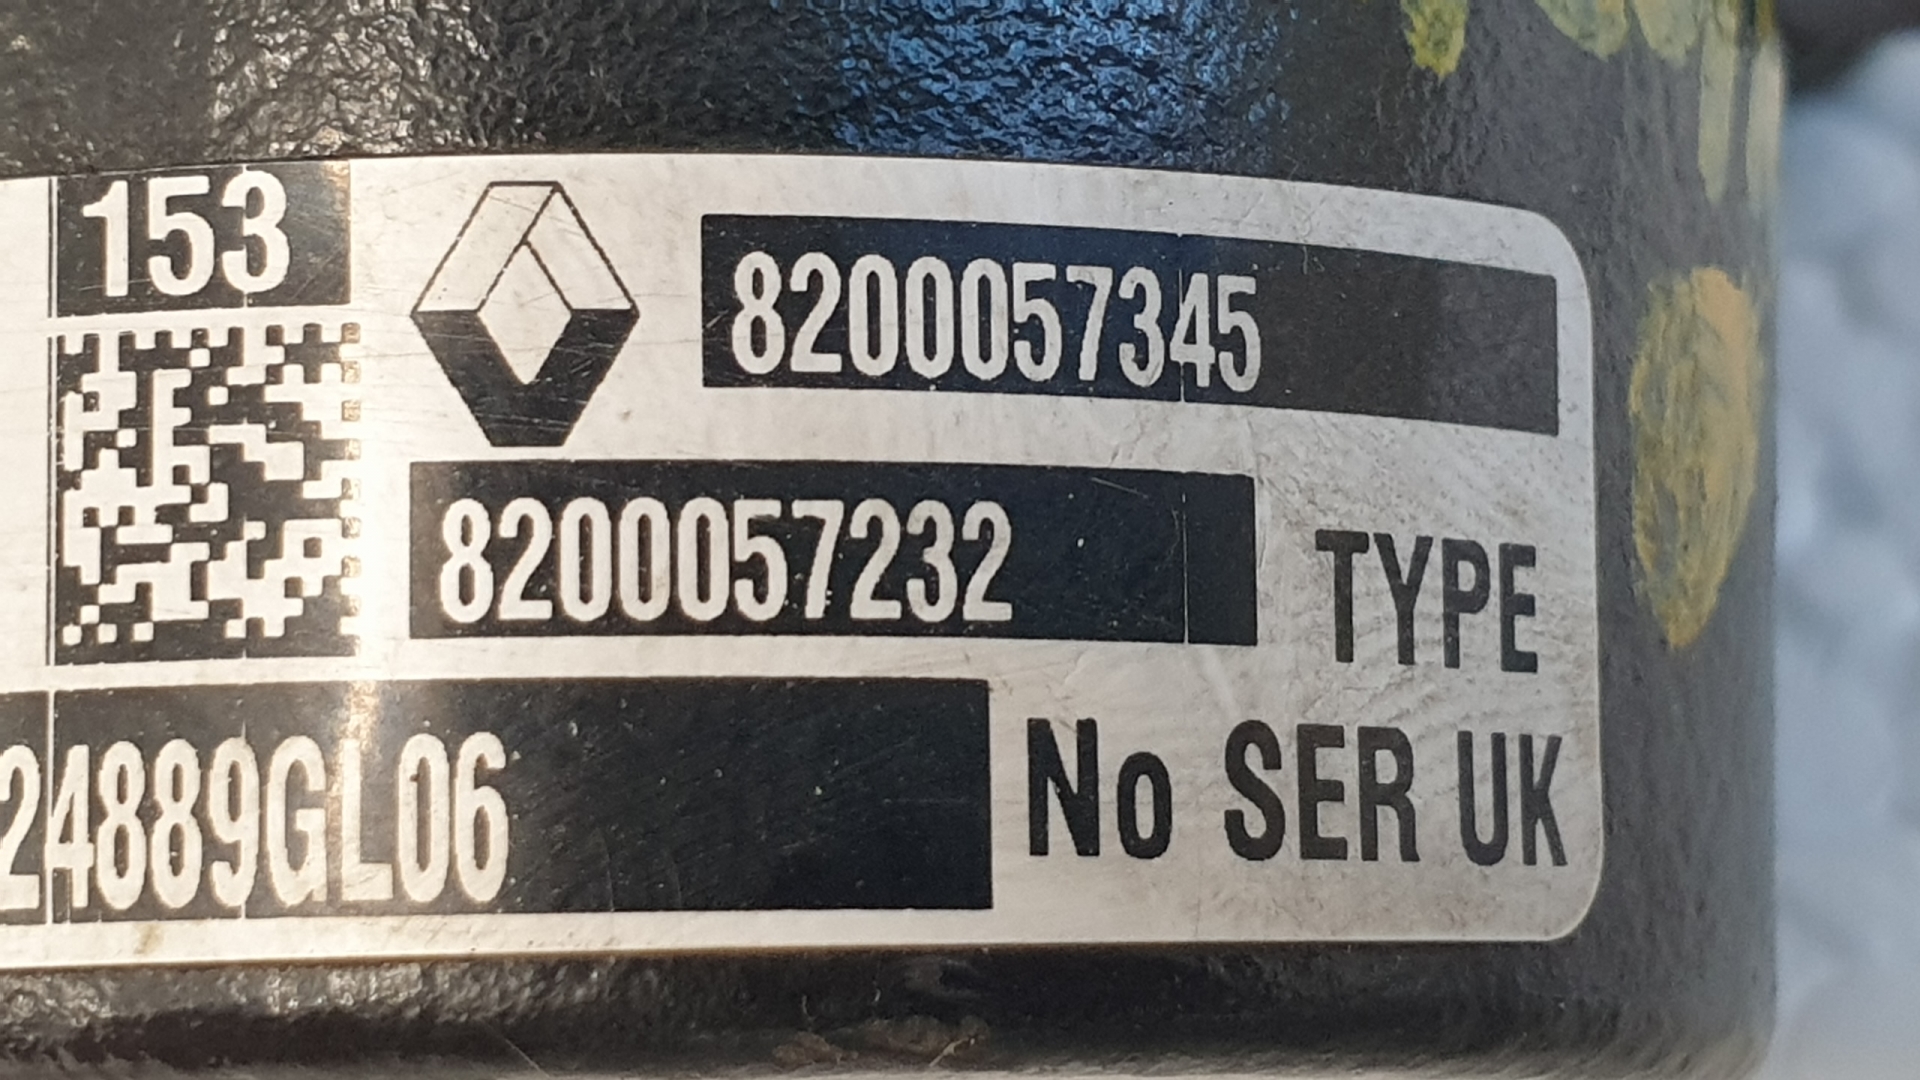 153
8200057345
8200057232
TYPE
24889GL06
No SER UK